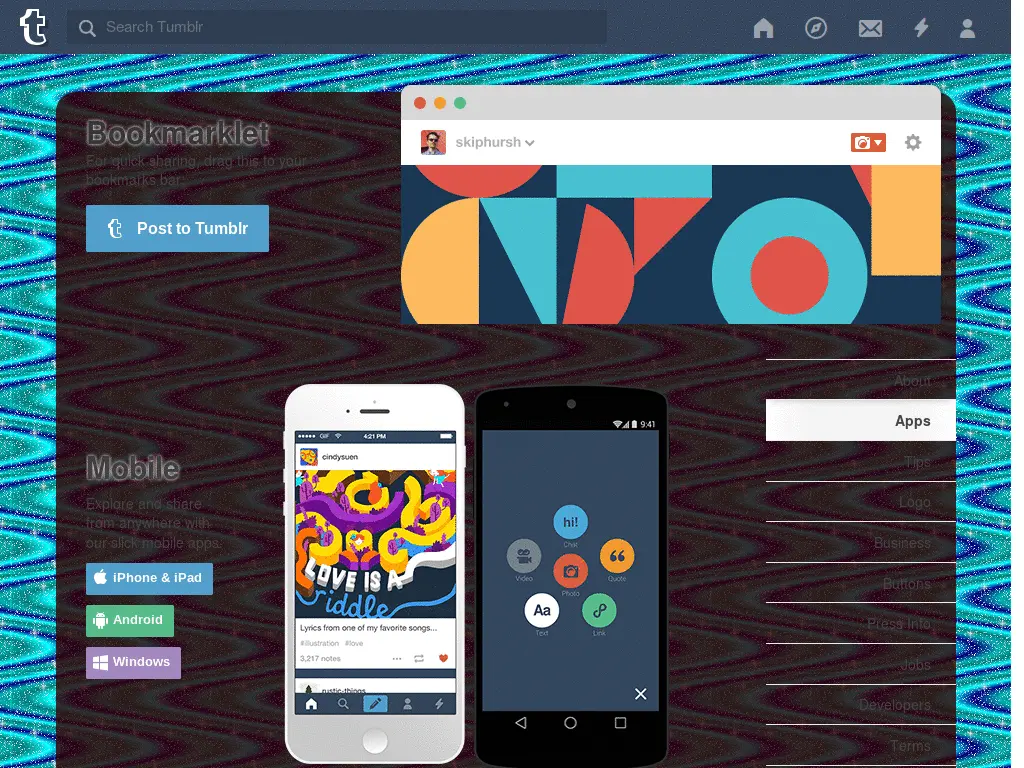 t
Search Tumblr
Bookmarklet
For quick sharing, drag this to your
bookmarks bar.
Post to Tumblr
skiphursh
Mobile
Explore and share
from anywhere with
our slick mobile apps.
iPhone & iPad
Android
Windows
GIF
4:21 PM
cindysuen
LOVE IS A
riddle
Lyrics from one of my favorite songs...
#illustration #love
3,217 notes
rustic-things
9:41
hi!
Chat
Video
Quote
Photo
Aa
Text
Link
About
Apps
Tips
Logo
Business
Buttons
Press Info
Jobs
Developers
Terms